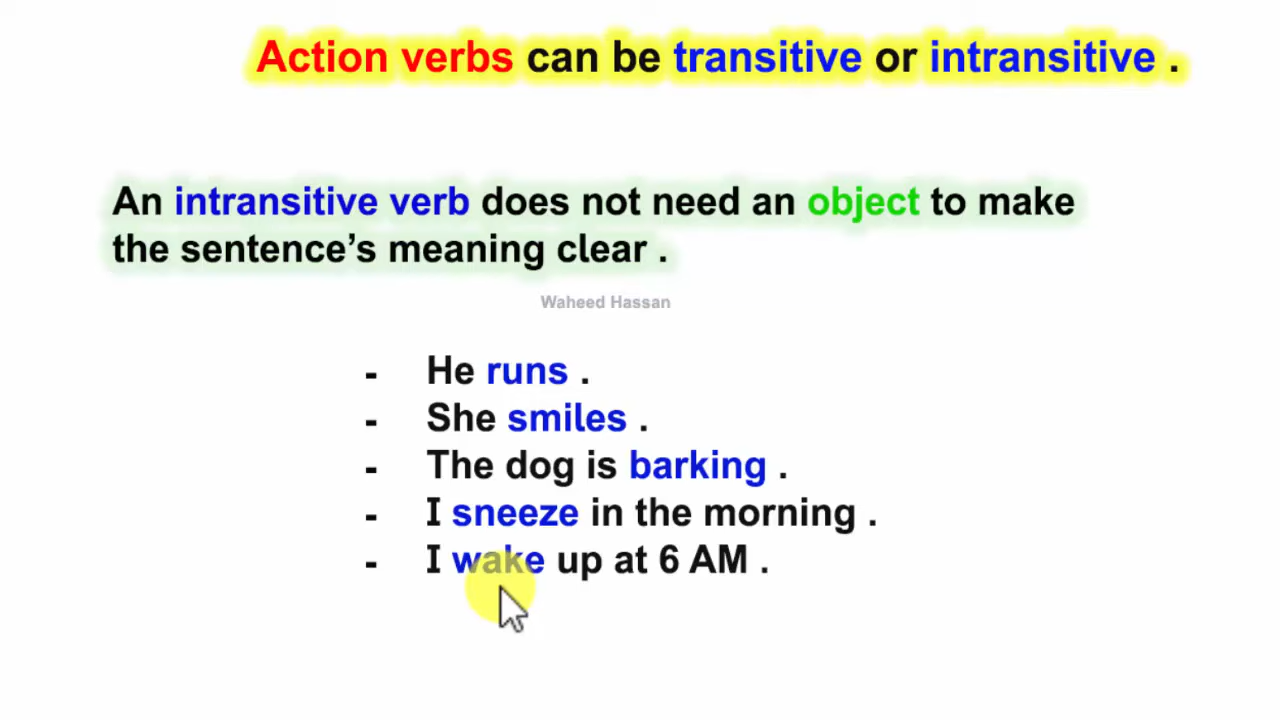 Action verbs can be transitive or intransitive .
An intransitive verb does not need an object to make
the sentence’s meaning clear .
Waheed Hassan
- He runs .
- She smiles .
- The dog is barking .
- I sneeze in the morning .
- I wake up at 6 AM .